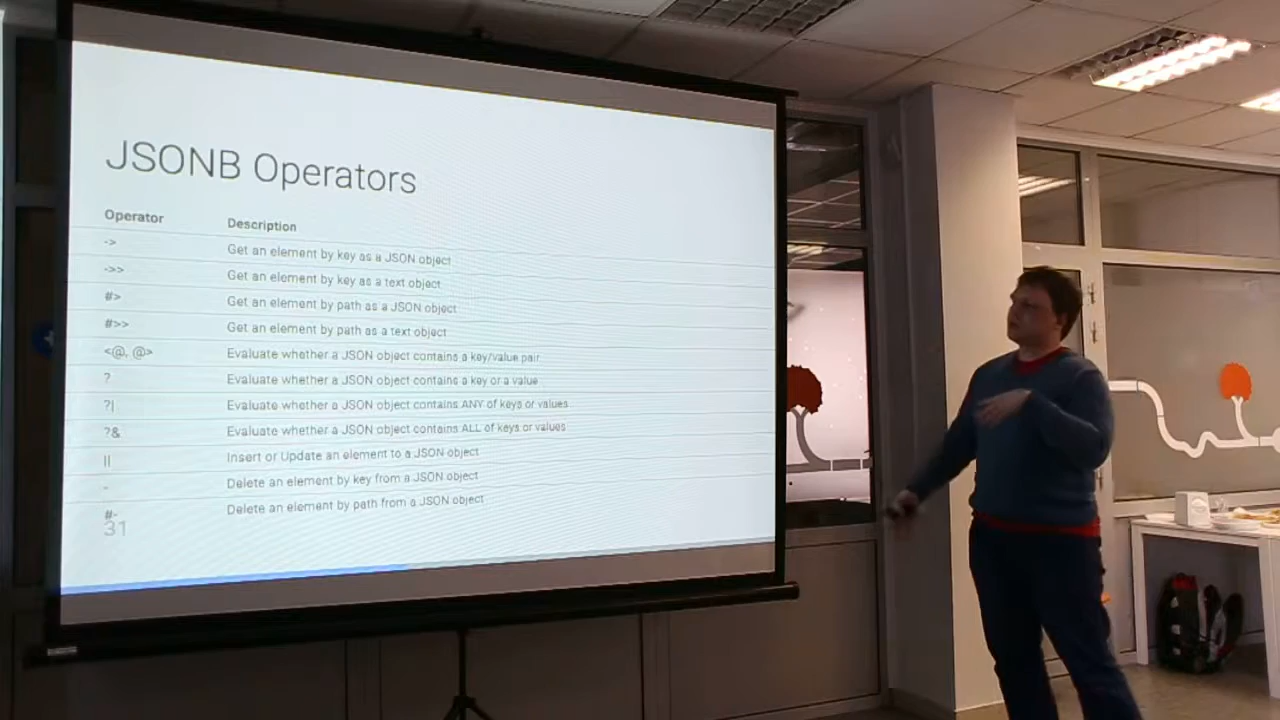 JSONB Operators
Operator Description
-> Get an element by key as a JSON object
->> Get an element by key as a text object
#> Get an element by path as a JSON object
#>> Get an element by path as a text object
<@, @> Evaluate whether a JSON object contains a key/value pair
? Evaluate whether a JSON object contains a key or a value
?| Evaluate whether a JSON object contains ANY of keys or values
?& Evaluate whether a JSON object contains ALL of keys or values
|| Insert or Update an element to a JSON object
- Delete an element by key from a JSON object
#- Delete an element by path from a JSON object
31